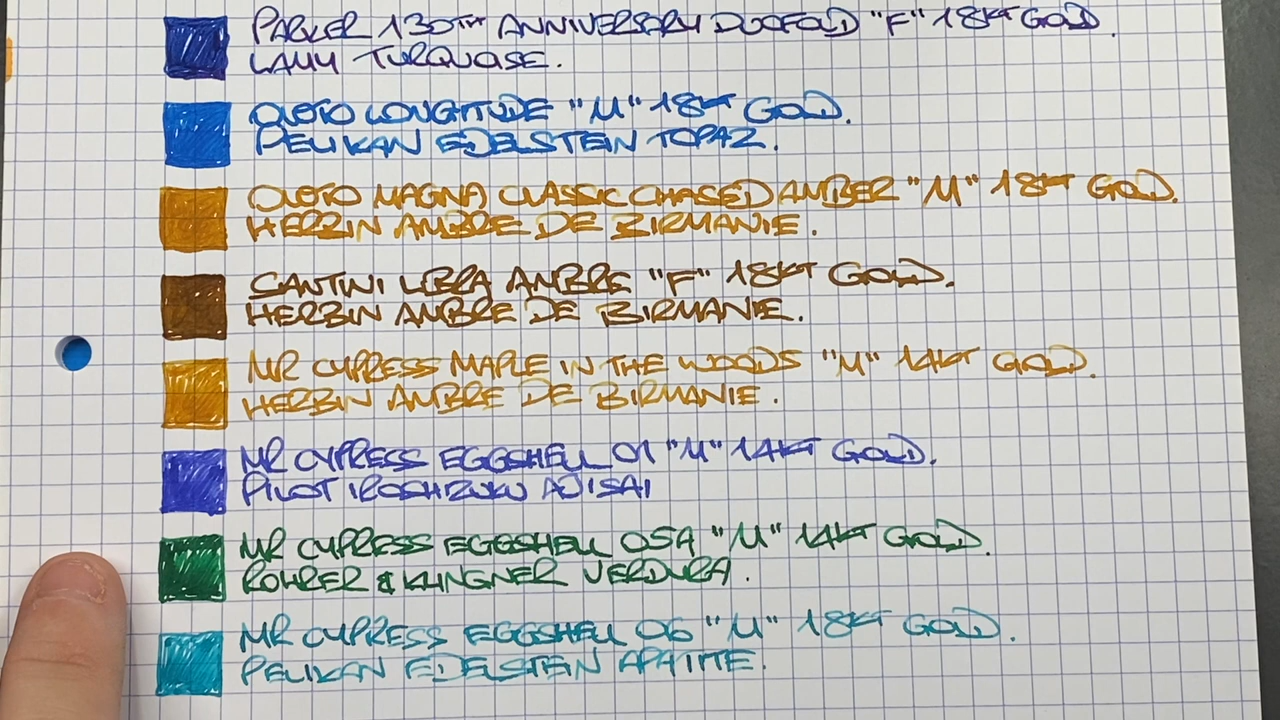 PARKER 130TH ANNIVERSARY DUOFOLD "F" 18KT GOLD.
LAMY TURQUOISE.
OLOTO LONGITUDE "M" 18KT GOLD.
PELIKAN EDELSTEIN TOPAZ.
OLOTO MAGNA CLASSIC CHASED AMBER "M" 18KT GOLD.
HERBIN AMBRE DE BIRMANIE.
SANTINI LIBRA AMBRE "F" 18KT GOLD.
HERBIN AMBRE DE BIRMANIE.
MR CYPRESS MAPLE IN THE WOODS "M" 14KT GOLD.
HERBIN AMBRE DE BIRMANIE.
MR CYPRESS EGGSHELL 01 "M" 14KT GOLD.
PILOT IROSHIZUKU AJISAI
MR CYPRESS EGGSHELL 05A "M" 14KT GOLD.
ROHRER & KLINGNER VERDURA.
MR CYPRESS EGGSHELL 06 "M" 18KT GOLD.
PELIKAN EDELSTEIN APATITE.